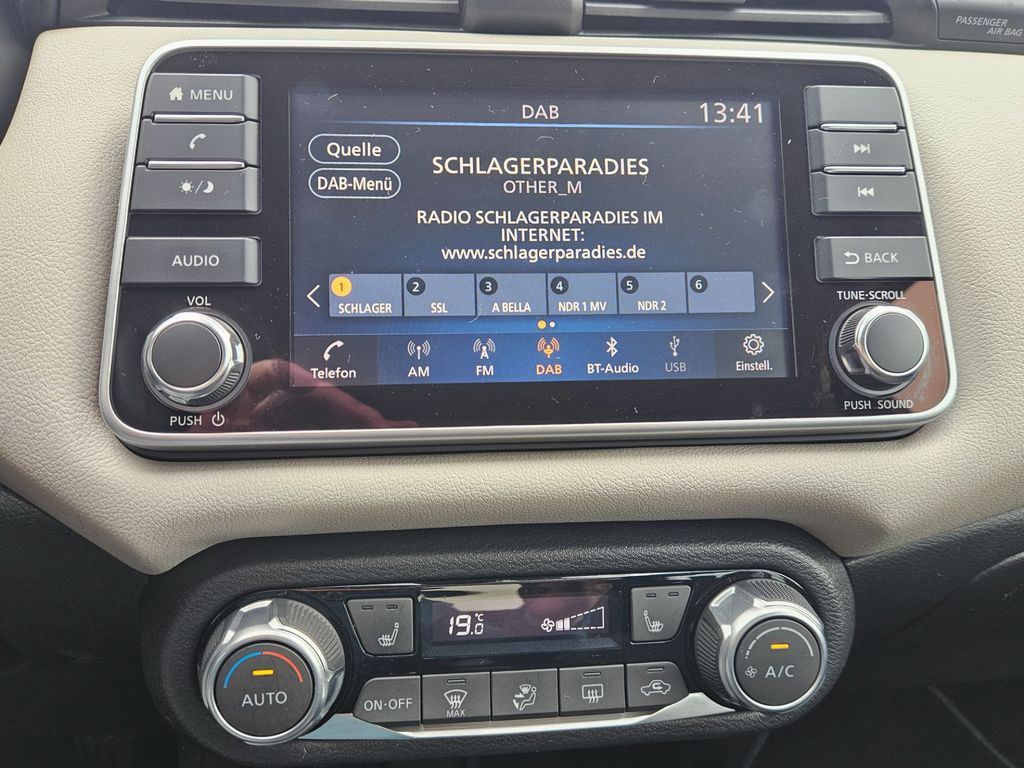 PASSENGER
AIR BAG
MENU
DAB
13:41
Quelle
DAB-Menü
SCHLAGERPARADIES
OTHER_M
RADIO SCHLAGERPARADIES IM
INTERNET:
www.schlagerparadies.de
AUDIO
BACK
1 SCHLAGER
2 SSL
3 A BELLA
4 NDR 1 MV
5 NDR 2
6
VOL
TUNE·SCROLL
Telefon
AM
FM
DAB
BT-Audio
USB
Einstell.
PUSH
PUSH SOUND
19.0 °C
AUTO
ON·OFF
MAX
A/C